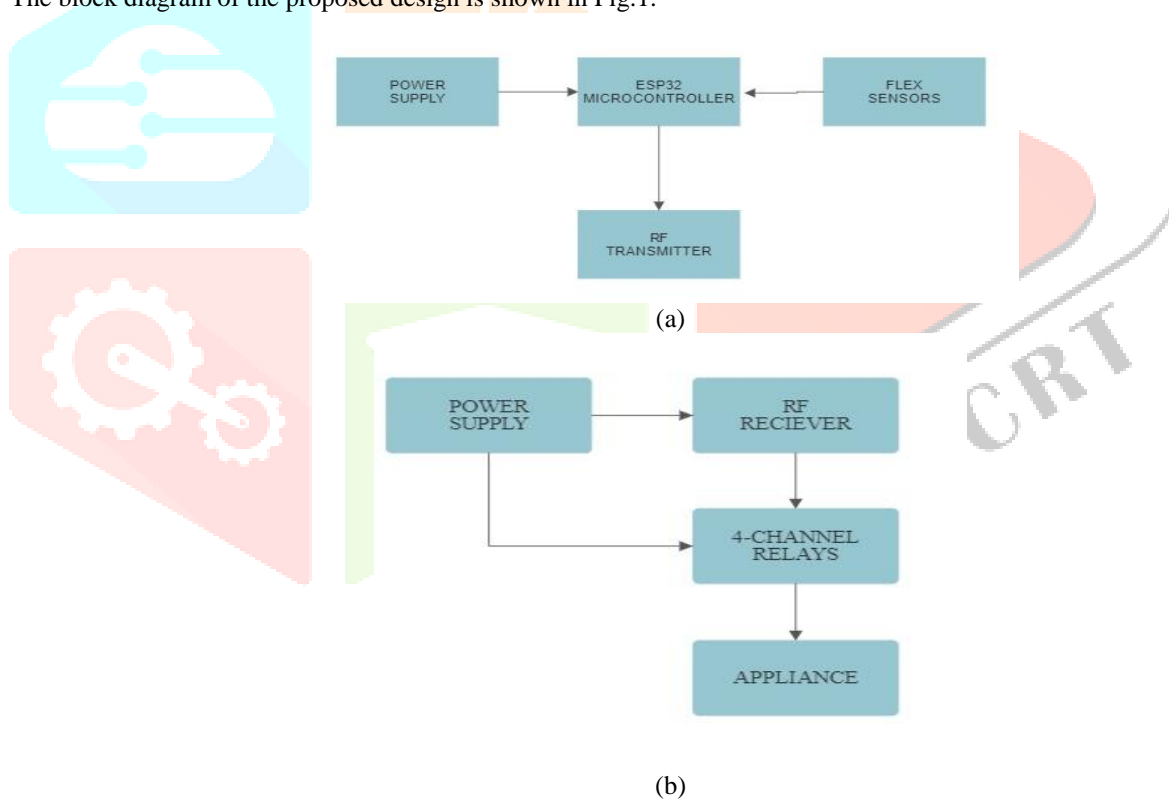 The block diagram of the proposed design is shown in Fig.1.
POWER
SUPPLY
ESP32
MICROCONTROLLER
FLEX
SENSORS
RF
TRANSMITTER
(a)
POWER
SUPPLY
RF
RECIEVER
4-CHANNEL
RELAYS
APPLIANCE
CRT
(b)